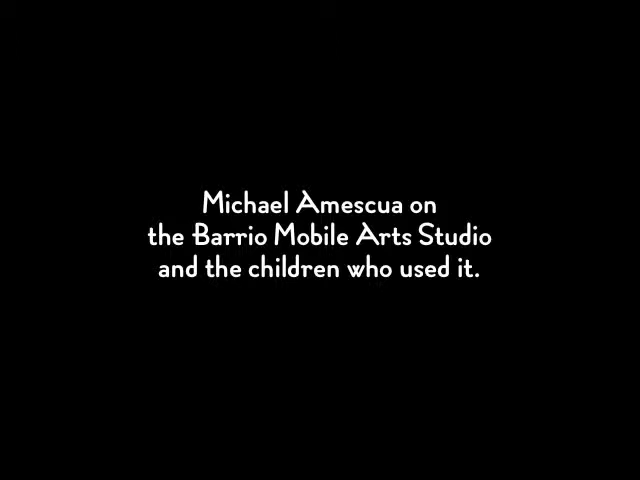 Michael Amescua on
the Barrio Mobile Arts Studio
and the children who used it.